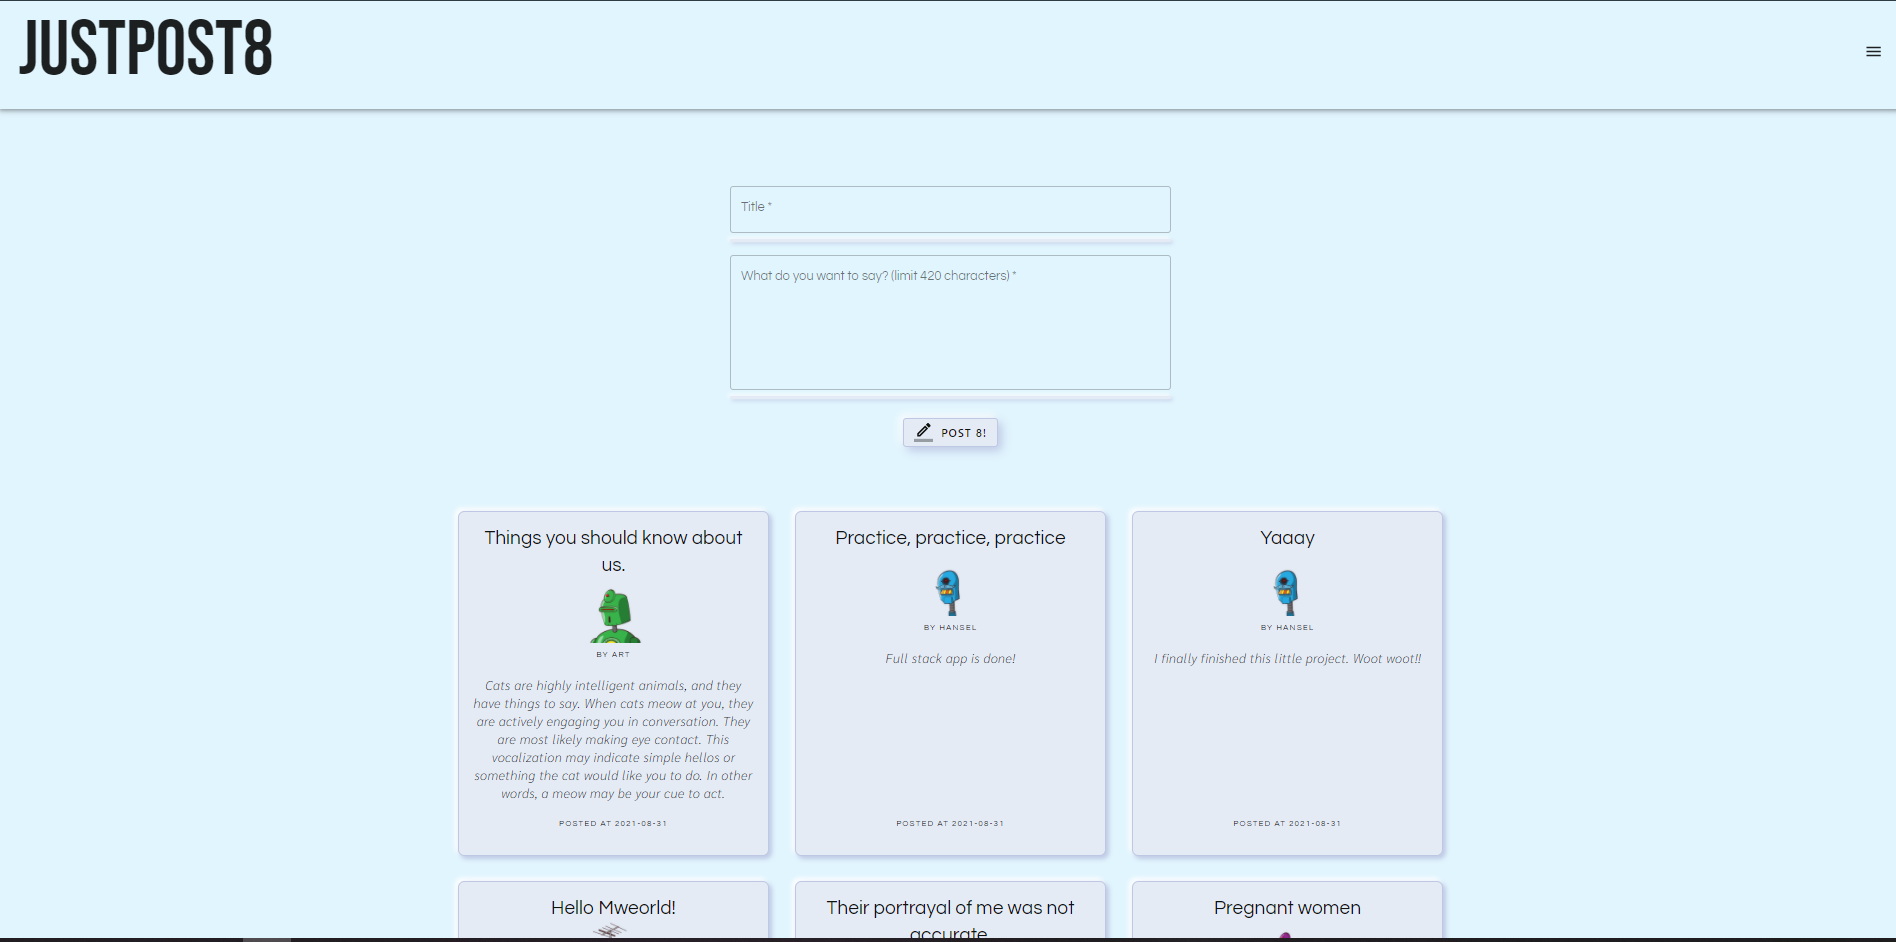 JUSTPOST8
Title *
What do you want to say? (limit 420 characters) *
POST 8!
Things you should know about
us.
BY ART
Cats are highly intelligent animals, and they
have things to say. When cats meow at you, they
are actively engaging you in conversation. They
are most likely making eye contact. This
vocalization may indicate simple hellos or
something the cat would like you to do. In other
words, a meow may be your cue to act.
POSTED AT 2021-08-31
Practice, practice, practice
BY HANSEL
Full stack app is done!
POSTED AT 2021-08-31
Yaaay
BY HANSEL
I finally finished this little project. Woot woot!!
POSTED AT 2021-08-31
Hello Mweorld!
Their portrayal of me was not
accurate
Pregnant women